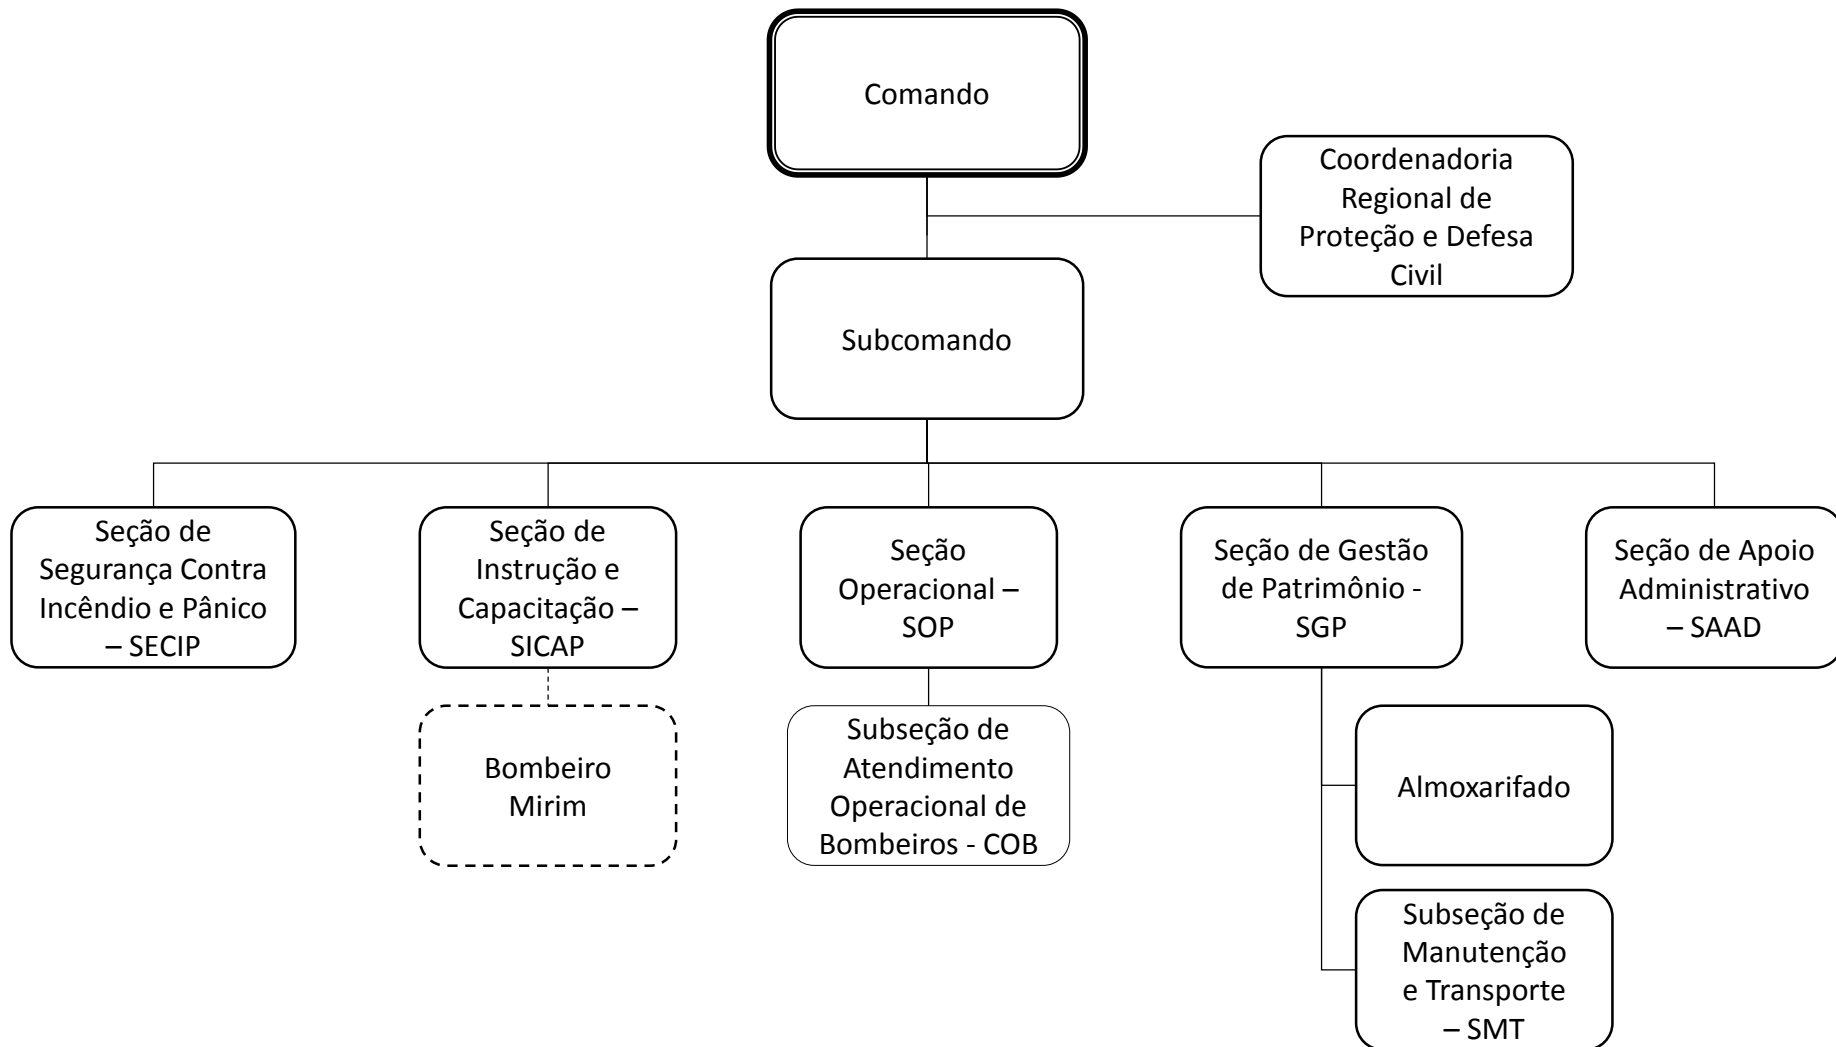 Comando
Coordenadoria
Regional de
Proteção e Defesa
Civil
Subcomando
Seção de
Segurança Contra
Incêndio e Pânico
– SECIP
Seção de
Instrução e
Capacitação –
SICAP
Seção
Operacional –
SOP
Seção de Gestão
de Patrimônio -
SGP
Seção de Apoio
Administrativo
– SAAD
Bombeiro
Mirim
Subseção de
Atendimento
Operacional de
Bombeiros - COB
Almoxarifado
Subseção de
Manutenção
e Transporte
– SMT